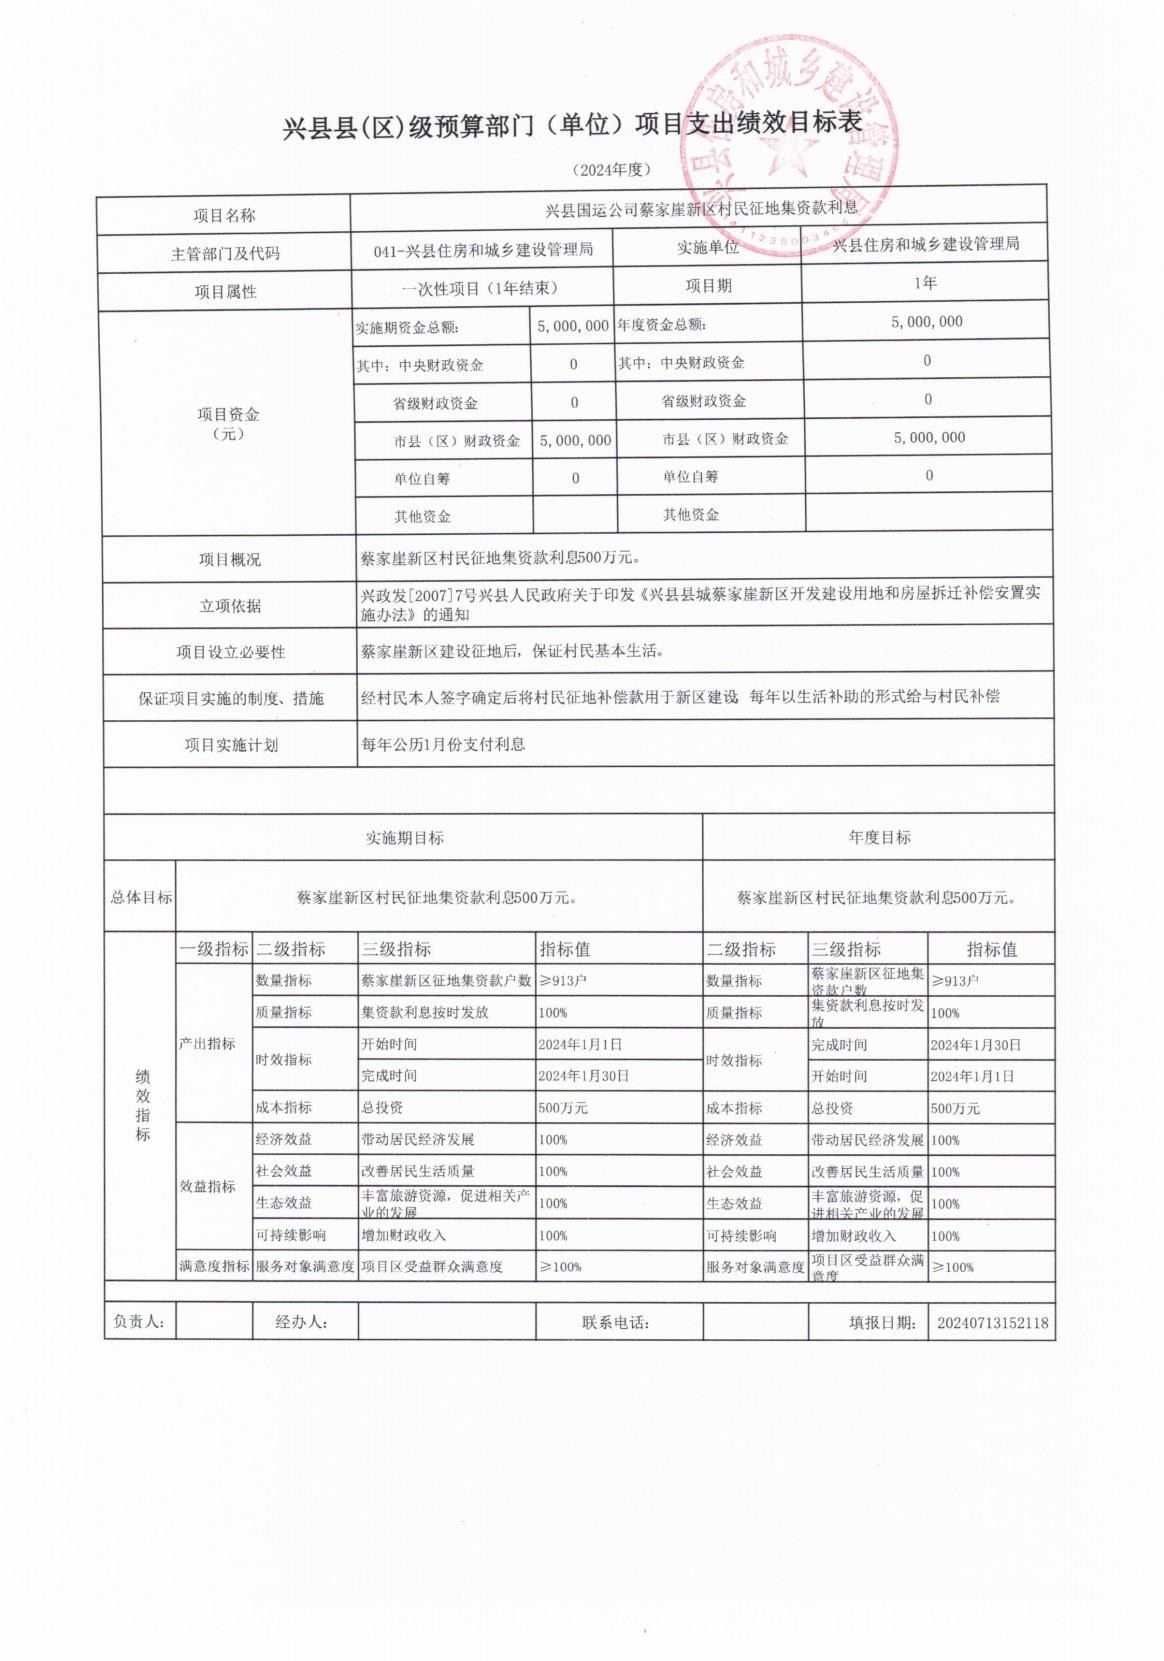 兴县住房和城乡建设管理局
兴县县(区)级预算部门（单位）项目支出绩效目标表
（2024年度）
项目名称 兴县国运公司蔡家崖新区村民征地集资款利息
主管部门及代码 041-兴县住房和城乡建设管理局 实施单位 兴县住房和城乡建设管理局
项目属性 一次性项目（1年结束） 项目期 1年
项目资金
（元）
实施期资金总额： 5,000,000 年度资金总额： 5,000,000
其中：中央财政资金 0 其中：中央财政资金 0
省级财政资金 0 省级财政资金 0
市县（区）财政资金 5,000,000 市县（区）财政资金 5,000,000
单位自筹 0 单位自筹 0
其他资金 其他资金
项目概况 蔡家崖新区村民征地集资款利息500万元。
立项依据 兴政发[2007]7号兴县人民政府关于印发《兴县县城蔡家崖新区开发建设用地和房屋拆迁补偿安置实
施办法》的通知
项目设立必要性 蔡家崖新区建设征地后，保证村民基本生活。
保证项目实施的制度、措施 经村民本人签字确定后将村民征地补偿款用于新区建设，每年以生活补助的形式给与村民补偿
项目实施计划 每年公历1月份支付利息
实施期目标 年度目标
总体目标 蔡家崖新区村民征地集资款利息500万元。 蔡家崖新区村民征地集资款利息500万元。
绩效指标
一级指标 二级指标 三级指标 指标值 二级指标 三级指标 指标值
产出指标
数量指标 蔡家崖新区征地集资款户数 ≥913户 数量指标 蔡家崖新区征地集
资款户数 ≥913户
质量指标 集资款利息按时发放 100% 质量指标 集资款利息按时发
放 100%
时效指标 开始时间 2024年1月1日 时效指标 完成时间 2024年1月30日
完成时间 2024年1月30日 开始时间 2024年1月1日
成本指标 总投资 500万元 成本指标 总投资 500万元
效益指标
经济效益 带动居民经济发展 100% 经济效益 带动居民经济发展 100%
社会效益 改善居民生活质量 100% 社会效益 改善居民生活质量 100%
生态效益 丰富旅游资源，促进相关产
业的发展 100% 生态效益 丰富旅游资源，促
进相关产业的发展 100%
可持续影响 增加财政收入 100% 可持续影响 增加财政收入 100%
满意度指标 服务对象满意度 项目区受益群众满意度 ≥100% 服务对象满意度 项目区受益群众满
意度 ≥100%
负责人： 经办人： 联系电话： 填报日期： 20240713152118